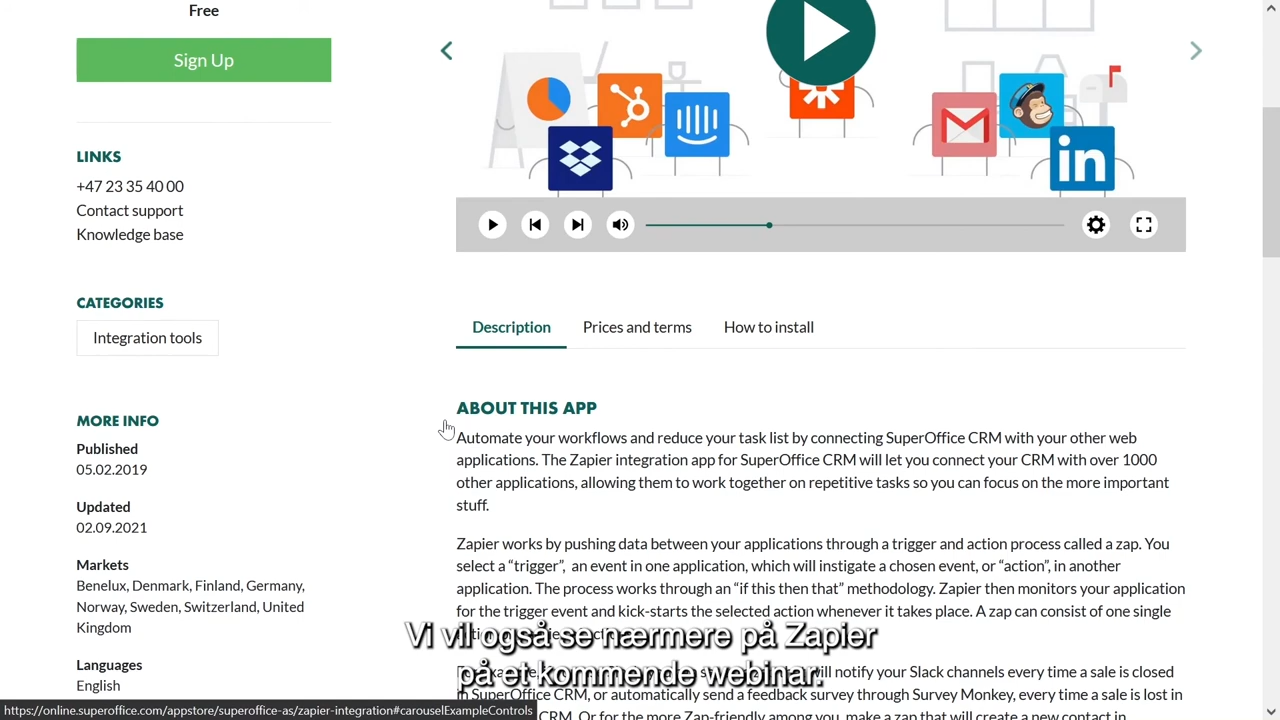 Free
Sign Up
LINKS
+47 23 35 40 00
Contact support
Knowledge base
CATEGORIES
Integration tools
MORE INFO
Published
05.02.2019
Updated
02.09.2021
Markets
Benelux, Denmark, Finland, Germany,
Norway, Sweden, Switzerland, United
Kingdom
Languages
English
in
Description
Prices and terms
How to install
ABOUT THIS APP
Automate your workflows and reduce your task list by connecting SuperOffice CRM with your other web
applications. The Zapier integration app for SuperOffice CRM will let you connect your CRM with over 1000
other applications, allowing them to work together on repetitive tasks so you can focus on the more important
stuff.
Zapier works by pushing data between your applications through a trigger and action process called a zap. You
select a “trigger”, an event in one application, which will instigate a chosen event, or “action”, in another
application. The process works through an “if this then that” methodology. Zapier then monitors your application
for the trigger event and kick-starts the selected action whenever it takes place. A zap can consist of one single
will notify your Slack channels every time a sale is closed
in SuperOffice CRM, or automatically send a feedback survey through Survey Monkey, every time a sale is lost in
CRM. Or for the more Zap-friendly among you, make a zap that will create a new contact in
Vi vil også se nærmere på Zapier
på et kommende webinar.
https://online.superoffice.com/appstore/superoffice-as/zapier-integration#carouselExampleControls